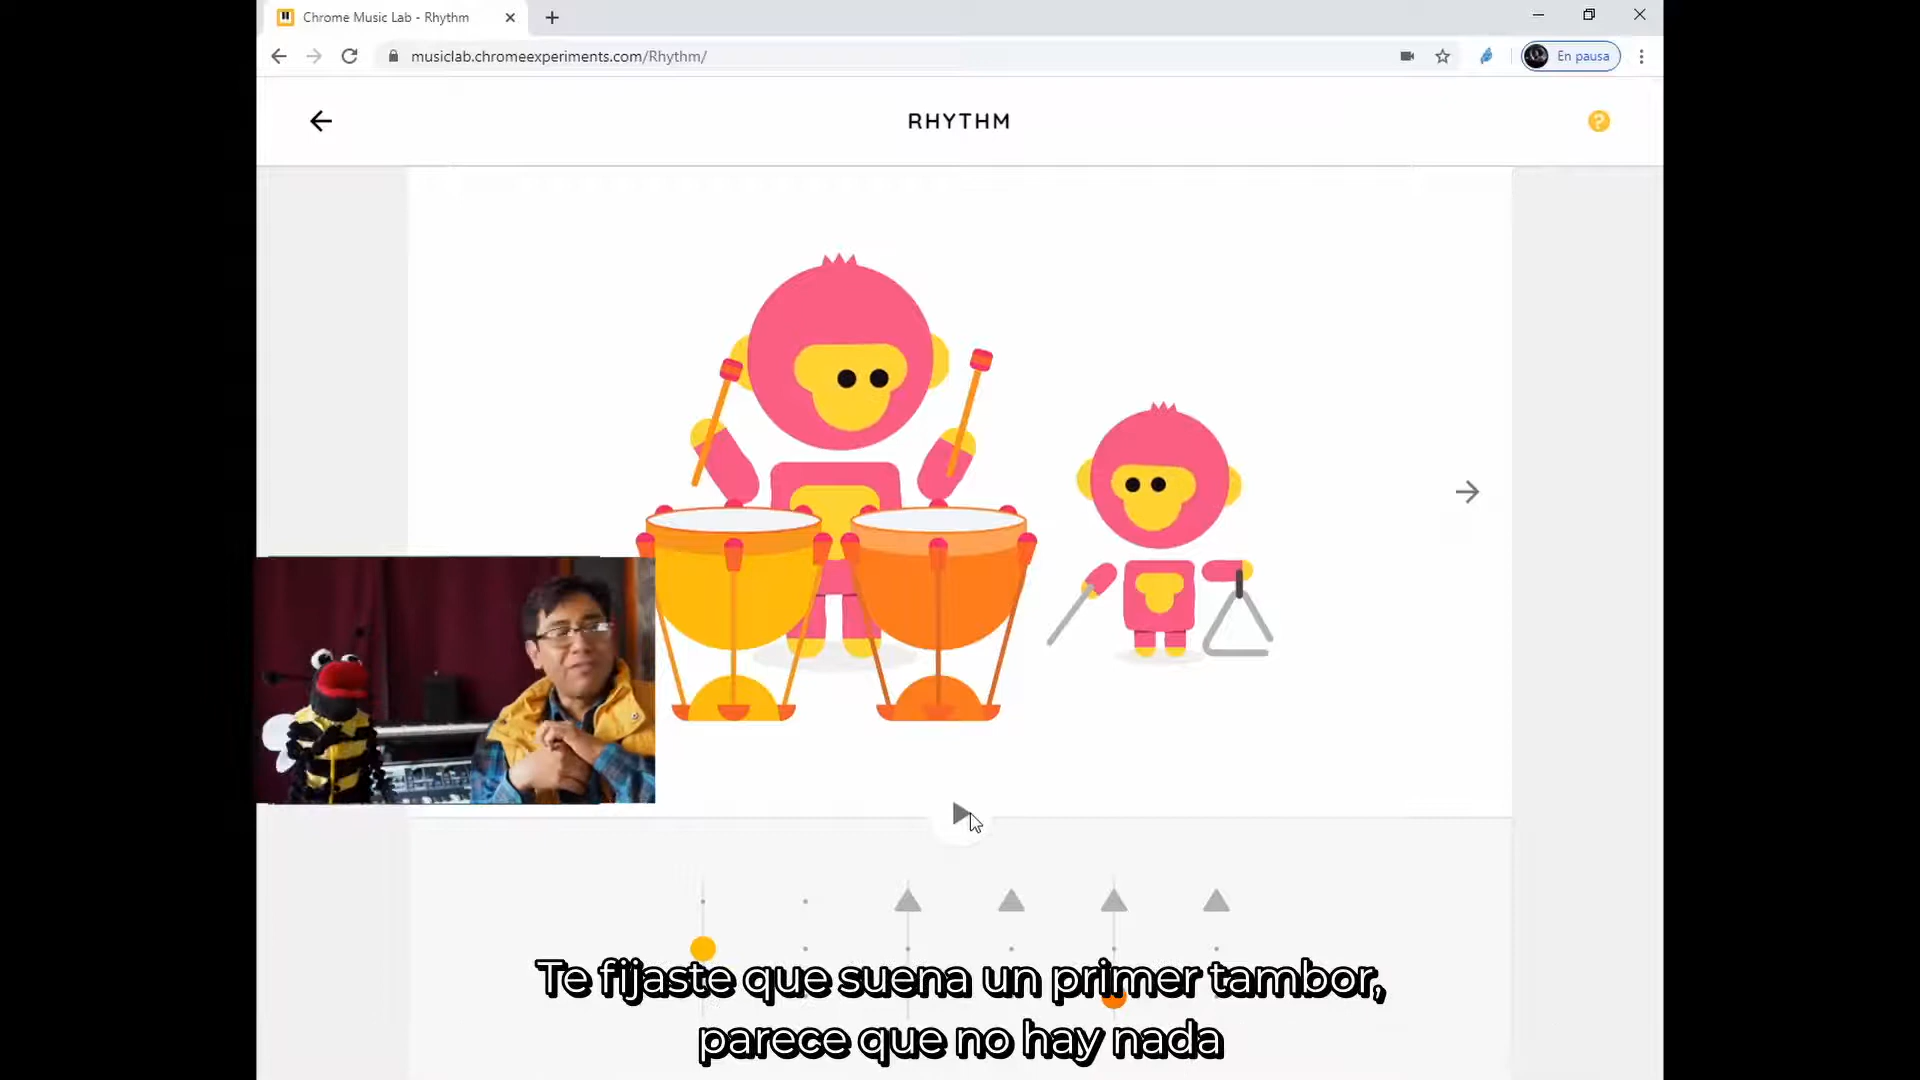 Chrome Music Lab - Rhythm
musiclab.chromeexperiments.com/Rhythm/
En pausa
RHYTHM
?
Te fijaste que suena un primer tambor,
parece que no hay nada